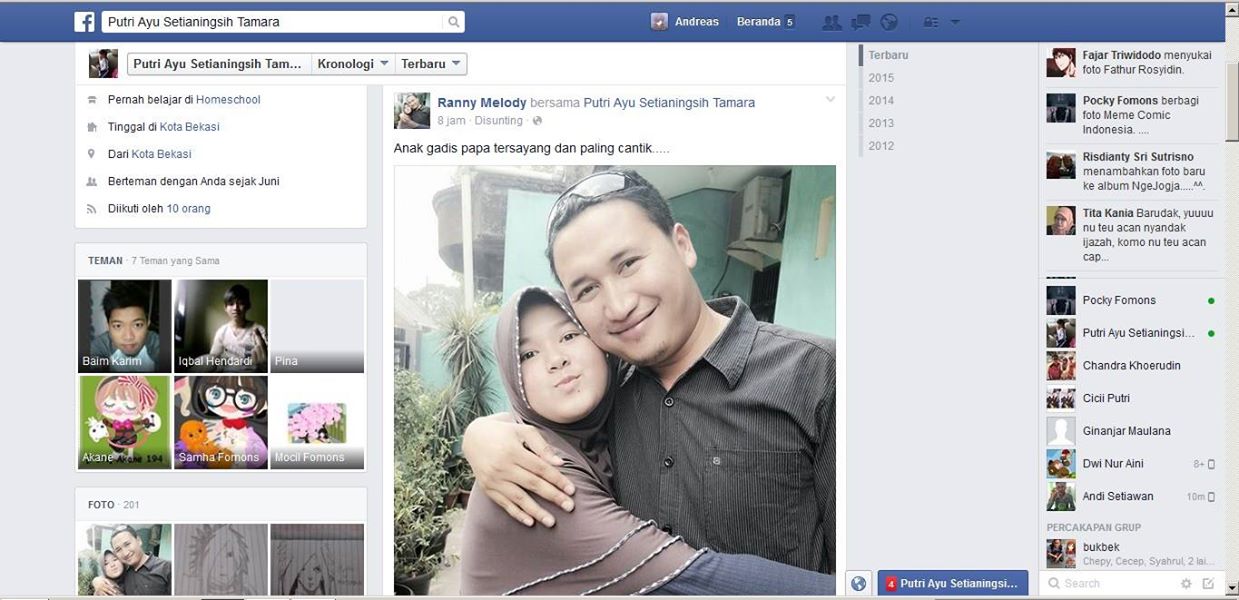 Putri Ayu Setianingsih Tamara
Andreas
Beranda 5
Putri Ayu Setianingsih Tam...
Kronologi
Terbaru
Pernah belajar di Homeschool
Tinggal di Kota Bekasi
Dari Kota Bekasi
Berteman dengan Anda sejak Juni
Diikuti oleh 10 orang
TEMAN · 7 Teman yang Sama
Baim Karim
Iqbal Hendardi
Pina
Akane
Akane 194
Samha Fomons
Mocil Fomons
FOTO · 201
Ranny Melody bersama Putri Ayu Setianingsih Tamara
8 jam · Disunting ·
Anak gadis papa tersayang dan paling cantik.....
Terbaru
2015
2014
2013
2012
Fajar Triwidodo menyukai
foto Fathur Rosyidin.
Pocky Fomons berbagi
foto Meme Comic
Indonesia. ....
Risdianty Sri Sutrisno
menambahkan foto baru
ke album NgeJogja.....^^.
Tita Kania Barudak, yuuuu
nu teu acan nyandak
ijazah, komo nu teu acan
cap...
Pocky Fomons
Putri Ayu Setianingsi...
Chandra Khoerudin
Cicii Putri
Ginanjar Maulana
Dwi Nur Aini 8+
Andi Setiawan 10m
PERCAKAPAN GRUP
bukbek
Chepy, Cecep, Syahrul, 2 lai...
4 Putri Ayu Setianingsi...
Search